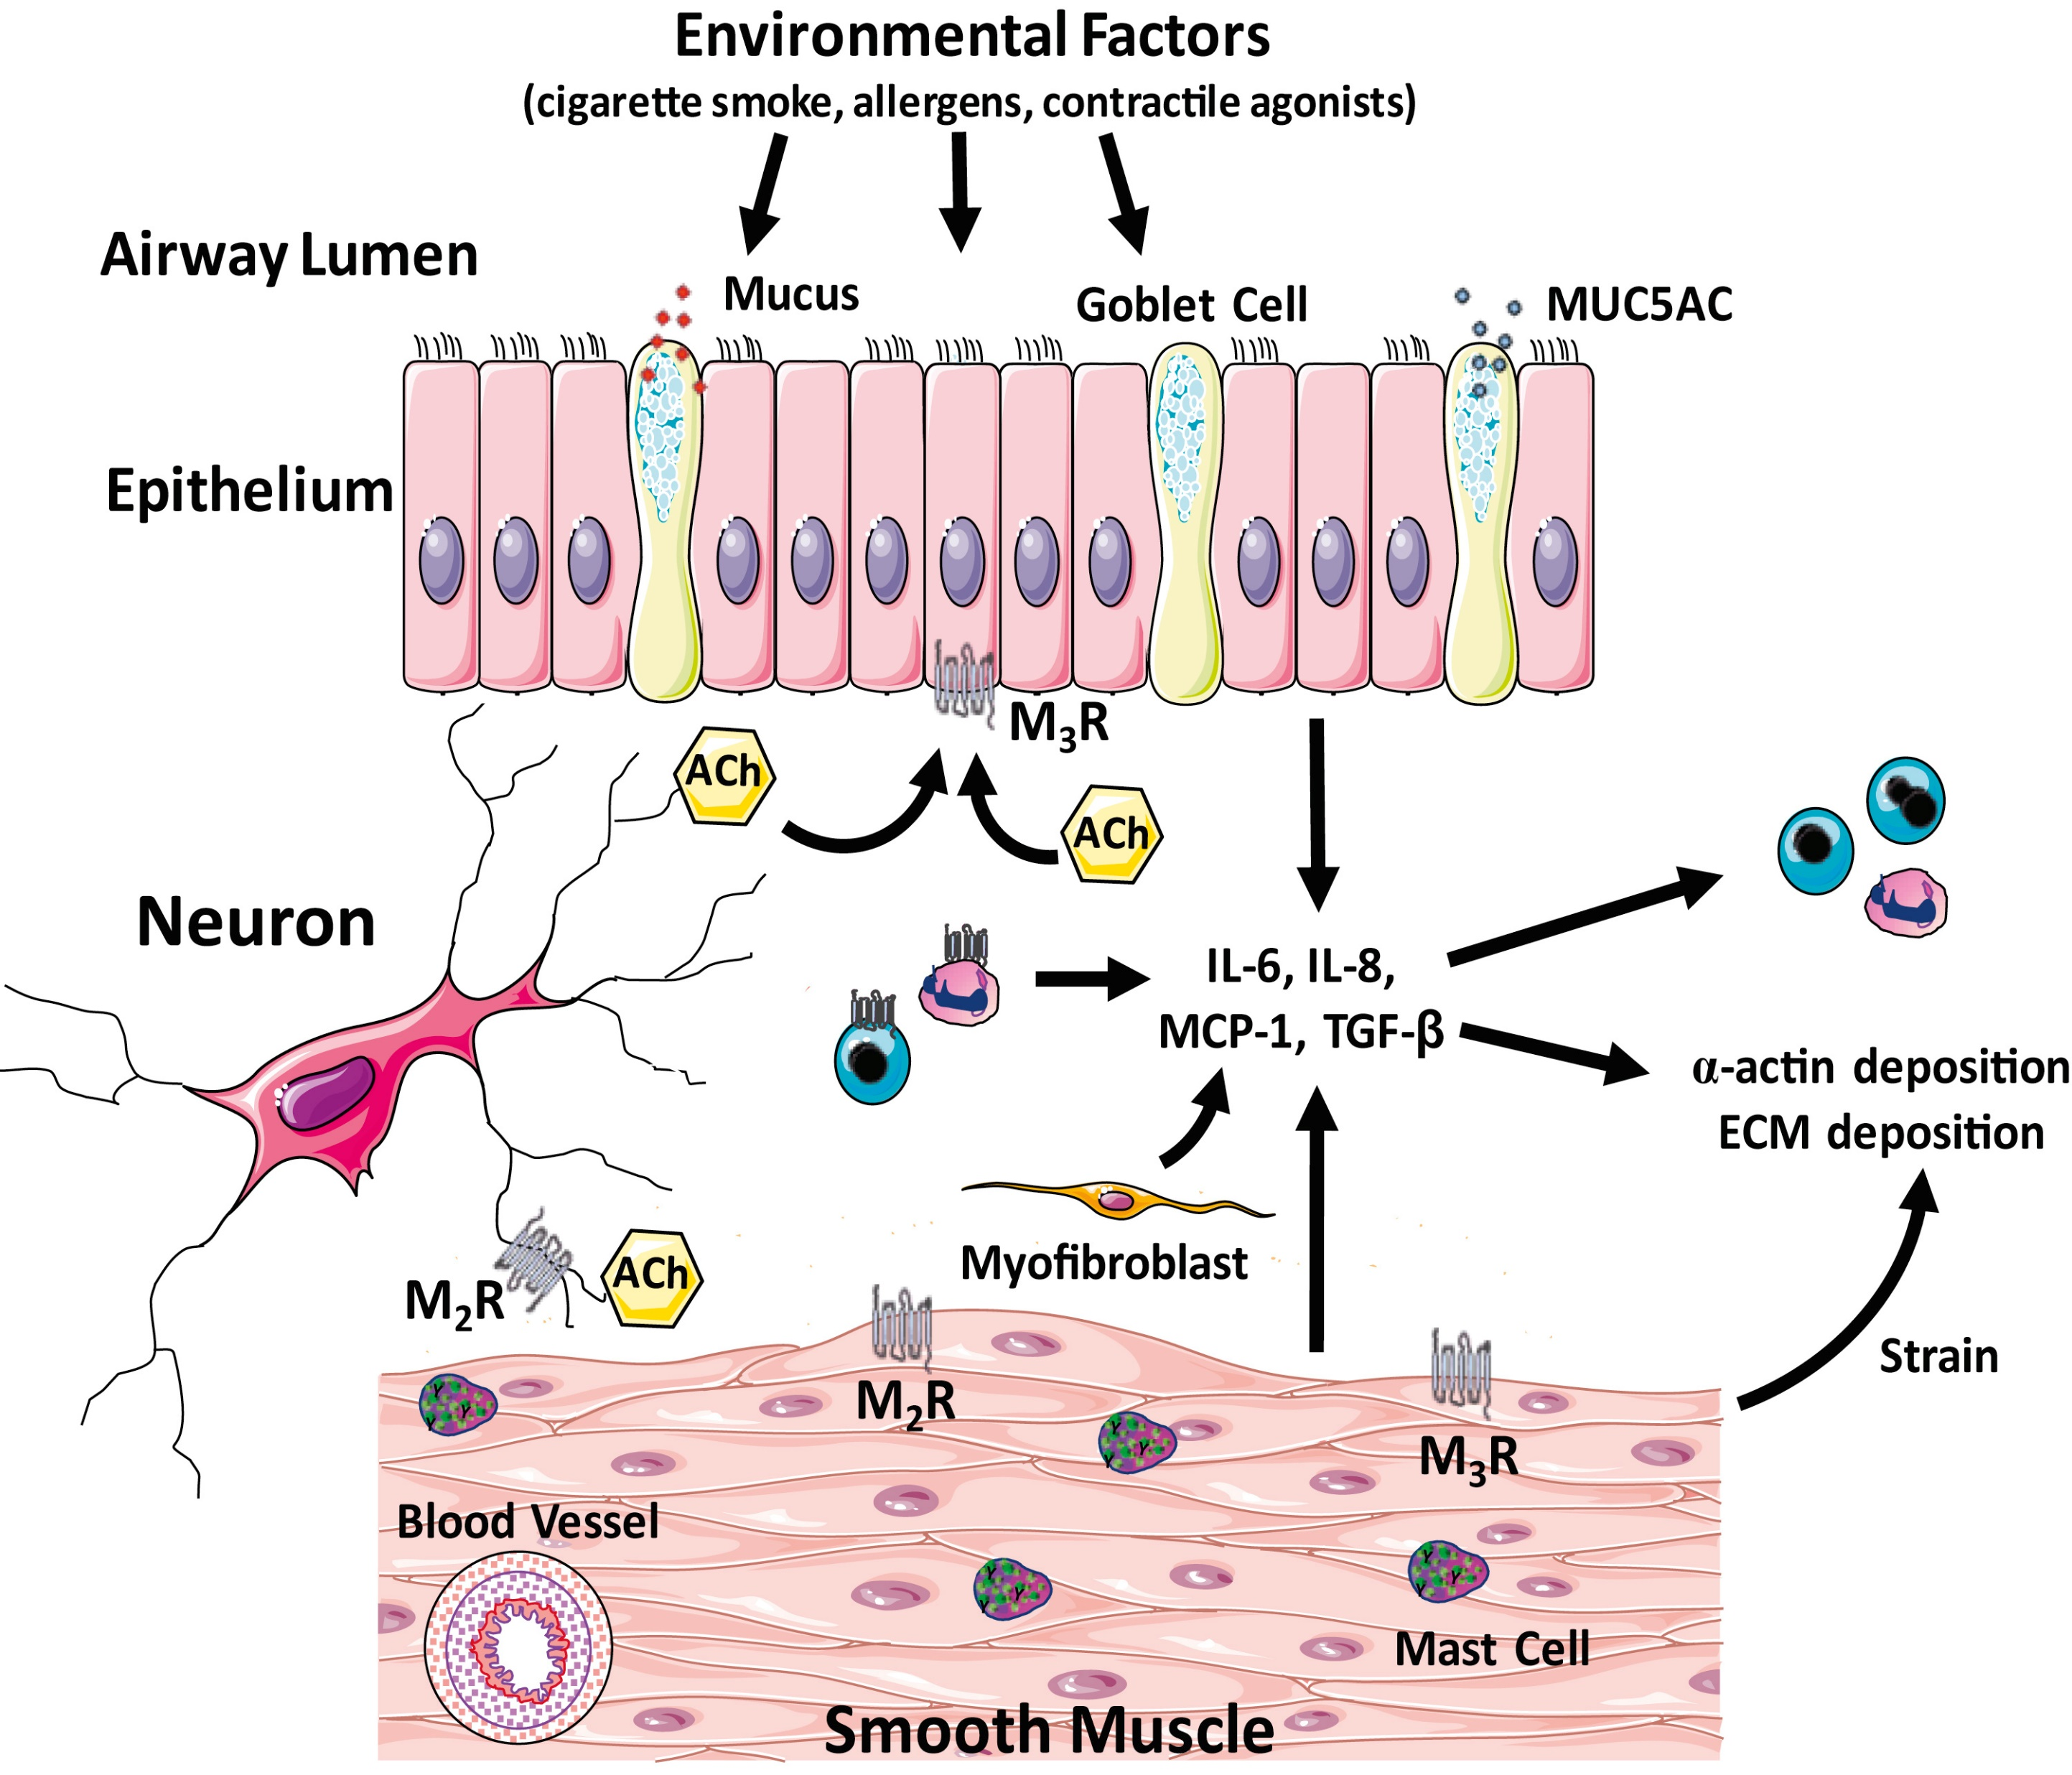 Environmental Factors
(cigarette smoke, allergens, contractile agonists)
Airway Lumen
Mucus
Goblet Cell
MUC5AC
Epithelium
M₃R
ACh
ACh
Neuron
IL-6, IL-8,
MCP-1, TGF-β
α-actin deposition
ECM deposition
Myofibroblast
ACh
M₂R
Strain
M₂R
M₃R
Blood Vessel
Mast Cell
Smooth Muscle